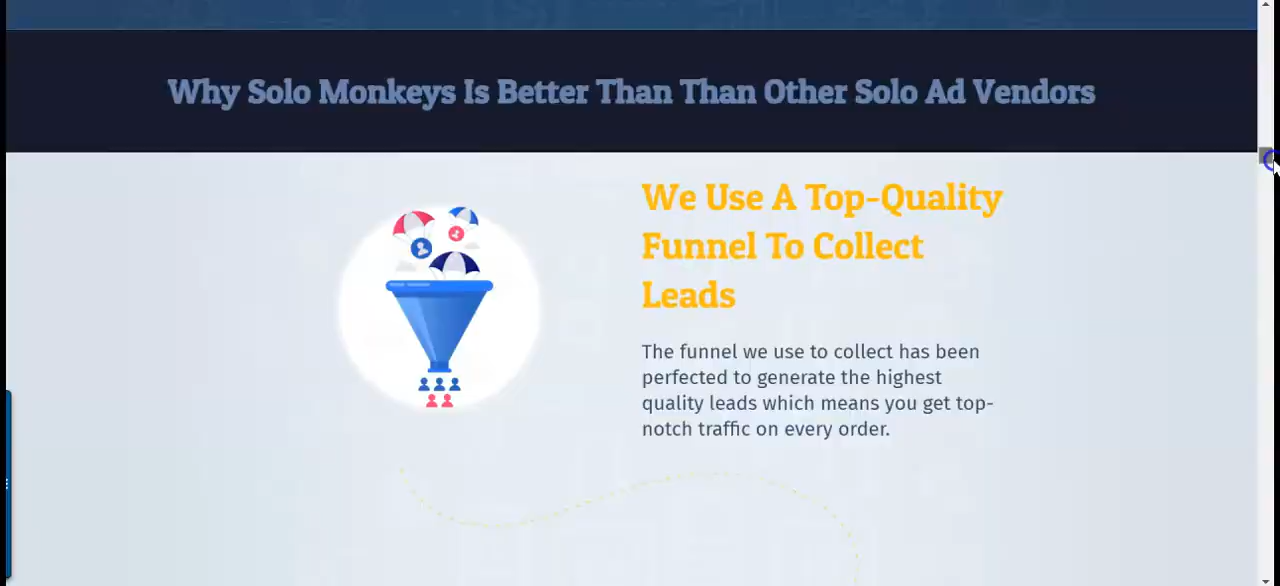 Why Solo Monkeys Is Better Than Than Other Solo Ad Vendors
We Use A Top-Quality
Funnel To Collect
Leads
The funnel we use to collect has been
perfected to generate the highest
quality leads which means you get top-
notch traffic on every order.